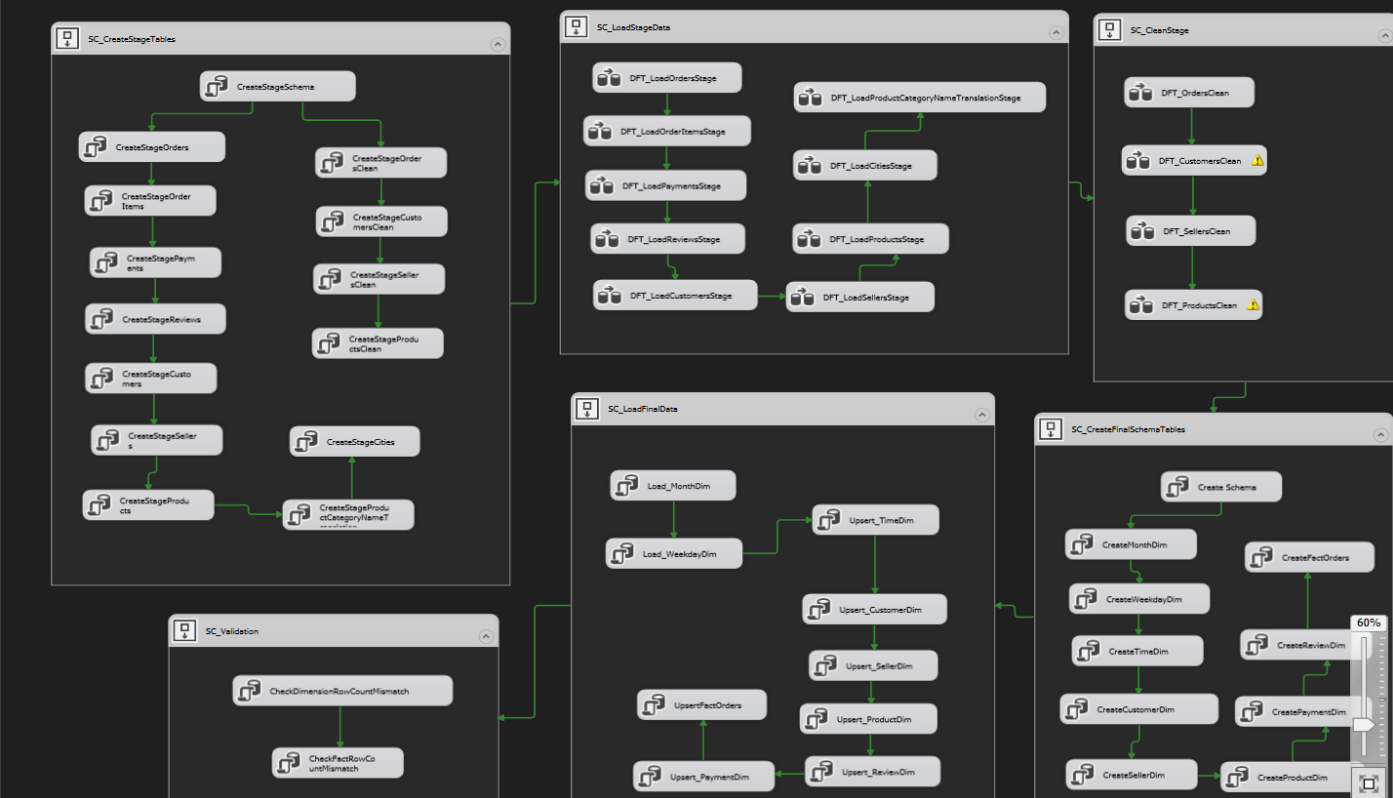 SC_CreateStageTables
CreateStageSchema
CreateStageOrders
CreateStageOrder
Items
CreateStagePaym
ents
CreateStageReviews
CreateStageCusto
mers
CreateStageSeller
s
CreateStageProdu
cts
CreateStageProdu
ctCategoryNameT
CreateStageCities
CreateStageOrder
sClean
CreateStageCusto
mersClean
CreateStageSeller
sClean
CreateStageProdu
ctsClean
SC_LoadStageData
DFT_LoadOrdersStage
DFT_LoadOrderItemsStage
DFT_LoadPaymentsStage
DFT_LoadReviewsStage
DFT_LoadCustomersStage
DFT_LoadSellersStage
DFT_LoadProductsStage
DFT_LoadCitiesStage
DFT_LoadProductCategoryNameTranslationStage
SC_CleanStage
DFT_OrdersClean
DFT_CustomersClean
DFT_SellersClean
DFT_ProductsClean
SC_CreateFinalSchemaTables
Create Schema
CreateMonthDim
CreateWeekdayDim
CreateTimeDim
CreateCustomerDim
CreateSellerDim
CreateProductDim
CreatePaymentDim
CreateReviewDim
CreateFactOrders
60%
SC_LoadFinalData
Load_MonthDim
Load_WeekdayDim
Upsert_TimeDim
Upsert_CustomerDim
Upsert_SellerDim
Upsert_ProductDim
Upsert_ReviewDim
Upsert_PaymentDim
UpsertFactOrders
SC_Validation
CheckDimensionRowCountMismatch
CheckFactRowCo
untMismatch